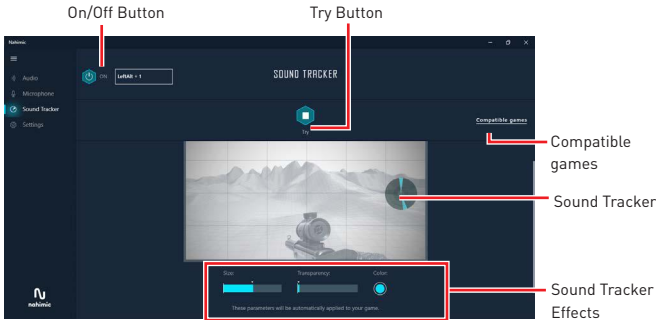 On/Off Button
Try Button
Nahimic
Audio
Microphone
Sound Tracker
Settings
ON
LeftAlt + 1
SOUND TRACKER
Try
Compatible games
Compatible
games
Sound Tracker
Size:
Transparency:
Color:
These parameters will be automatically applied to your game.
Sound Tracker
Effects
nahimic